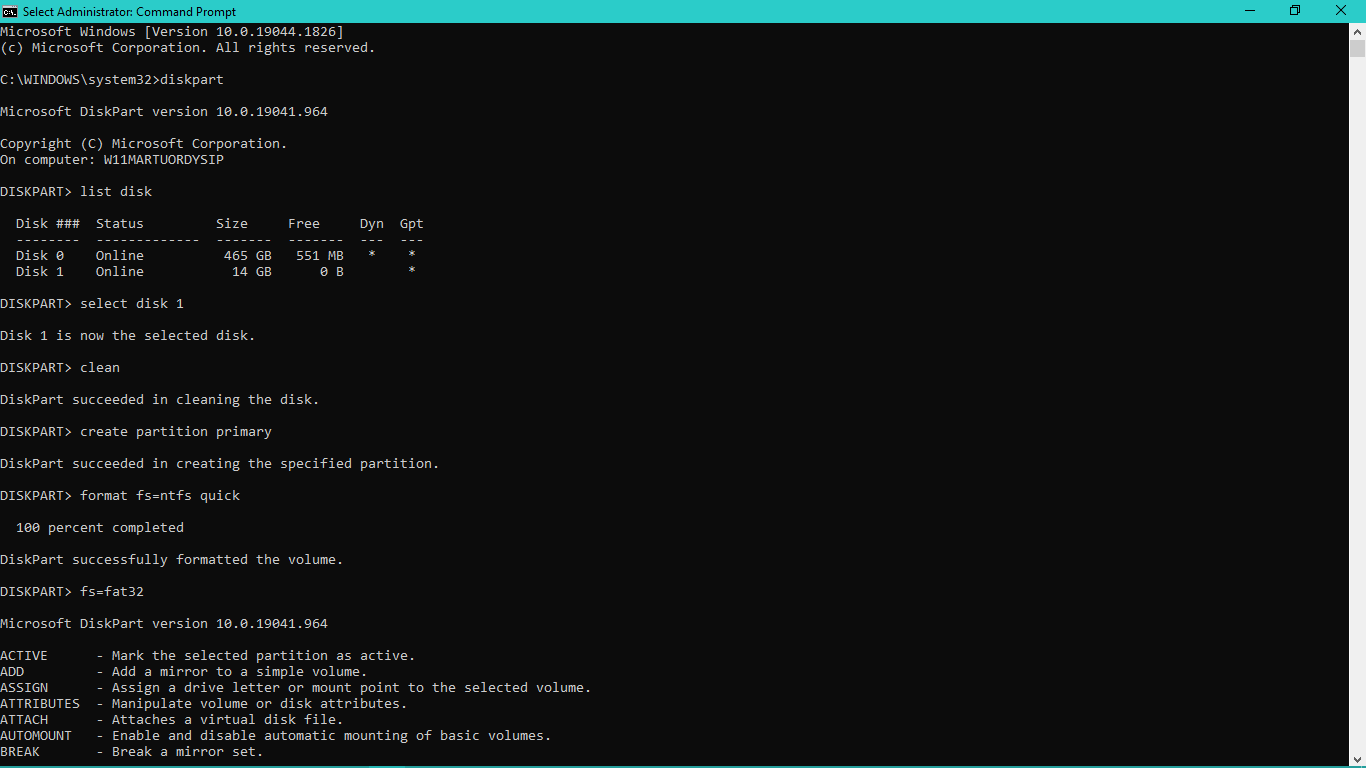 Select Administrator: Command Prompt
Microsoft Windows [Version 10.0.19044.1826]
(c) Microsoft Corporation. All rights reserved.
C:\WINDOWS\system32>diskpart
Microsoft DiskPart version 10.0.19041.964
Copyright (C) Microsoft Corporation.
On computer: W11MARTUORDYSIP
DISKPART> list disk
  Disk ###  Status         Size     Free     Dyn  Gpt
  --------  -------------  -------  -------  ---  ---
  Disk 0    Online          465 GB   551 MB   *    *
  Disk 1    Online           14 GB      0 B        *
DISKPART> select disk 1
Disk 1 is now the selected disk.
DISKPART> clean
DiskPart succeeded in cleaning the disk.
DISKPART> create partition primary
DiskPart succeeded in creating the specified partition.
DISKPART> format fs=ntfs quick
  100 percent completed
DiskPart successfully formatted the volume.
DISKPART> fs=fat32
Microsoft DiskPart version 10.0.19041.964
ACTIVE      - Mark the selected partition as active.
ADD         - Add a mirror to a simple volume.
ASSIGN      - Assign a drive letter or mount point to the selected volume.
ATTRIBUTES  - Manipulate volume or disk attributes.
ATTACH      - Attaches a virtual disk file.
AUTOMOUNT   - Enable and disable automatic mounting of basic volumes.
BREAK       - Break a mirror set.